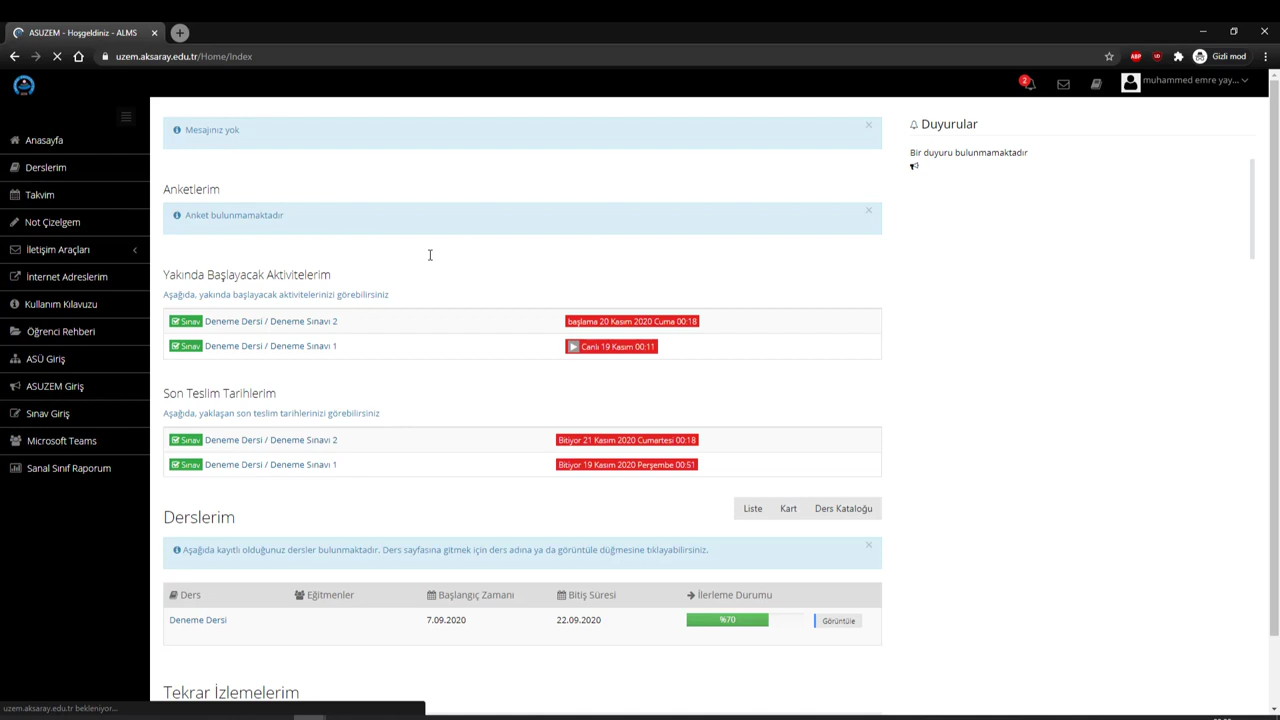 ASUZEM - Hoşgeldiniz - ALMS
uzem.aksaray.edu.tr/Home/Index
ABP
Gizli mod
2
muhammed emre yay...
Anasayfa
Derslerim
Takvim
Not Çizelgem
İletişim Araçları
İnternet Adreslerim
Kullanım Kılavuzu
Öğrenci Rehberi
ASÜ Giriş
ASUZEM Giriş
Sınav Giriş
Microsoft Teams
Sanal Sınıf Raporum
Mesajınız yok
Anketlerim
Anket bulunmamaktadır
Yakında Başlayacak Aktivitelerim
Aşağıda, yakında başlayacak aktivitelerinizi görebilirsiniz
Sınav Deneme Dersi / Deneme Sınavı 2 başlama 20 Kasım 2020 Cuma 00:18
Sınav Deneme Dersi / Deneme Sınavı 1 Canlı 19 Kasım 00:11
Son Teslim Tarihlerim
Aşağıda, yaklaşan son teslim tarihlerinizi görebilirsiniz
Sınav Deneme Dersi / Deneme Sınavı 2 Bitiyor 21 Kasım 2020 Cumartesi 00:18
Sınav Deneme Dersi / Deneme Sınavı 1 Bitiyor 19 Kasım 2020 Perşembe 00:51
Derslerim
Liste Kart Ders Kataloğu
Aşağıda kayıtlı olduğunuz dersler bulunmaktadır. Ders sayfasına gitmek için ders adına ya da görüntüle düğmesine tıklayabilirsiniz.
Ders Eğitmenler Başlangıç Zamanı Bitiş Süresi İlerleme Durumu
Deneme Dersi 7.09.2020 22.09.2020 %70 Görüntüle
Tekrar İzlemelerim
Duyurular
Bir duyuru bulunmamaktadır
uzem.aksaray.edu.tr bekleniyor...